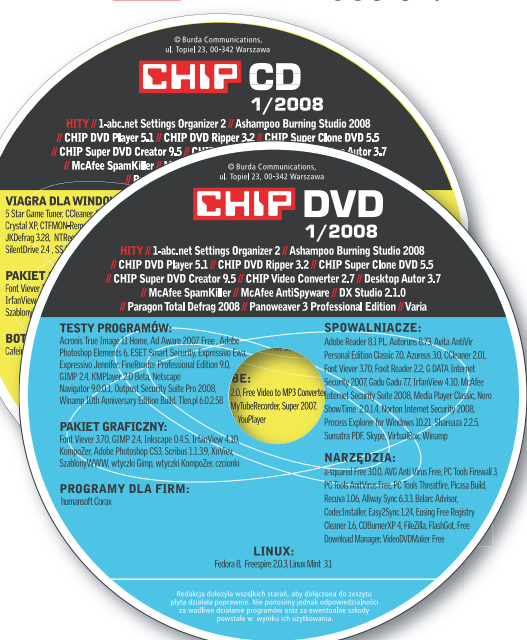 © Burda Communications,
ul. Topiel 23, 00-342 Warszawa
CHIP CD
1/2008
HITY // 1-abc.net Settings Organizer 2 // Ashampoo Burning Studio 2008
// CHIP DVD Player 5.1 // CHIP DVD Ripper 3.2 // CHIP Super Clone DVD 5.5
// CHIP Super DVD Creator 9.5 // Autor 3.7
// McAfee SpamKiller //
VIAGRA DLA
5 Star Game Tuner, CCleaner
Crystal XP, CTFMON-Rem
JKDefrag 3.28,
SilentDrive 2.4 ,
PAKIET
Font Viewer
IrfanView
Szablony
BOT
© Burda Communications,
ul. Topiel 23, 00-342 Warszawa
CHIP DVD
1/2008
HITY // 1-abc.net Settings Organizer 2 // Ashampoo Burning Studio 2008
// CHIP DVD Player 5.1 // CHIP DVD Ripper 3.2 // CHIP Super Clone DVD 5.5
// CHIP Super DVD Creator 9.5 // CHIP Video Converter 2.7 // Desktop Autor 3.7
// McAfee SpamKiller // McAfee AntiSpyware // DX Studio 2.1.0
// Paragon Total Defrag 2008 // Panoweaver 3 Professional Edition // Varia
TESTY PROGRAMÓW:
Acronis True Image 11 Home, Ad Aware 2007 Free , Adobe
Photoshop Elements 6, ESET Smart Security, Expressivo Ewa,
Expressivo Jennifer, FineReader Professional Edition 9.0,
GIMP 2.4, KMPlayer 2.0 Beta, Netscape
Navigator 9.0.0.1, Outpost Security Suite Pro 2008,
Winamp 10th Anniversary Edition Build, Tlen.pl 6.0.2.58
PAKIET GRAFICZNY:
Font Viewer 3.70, GIMP 2.4, Inkscape 0.4.5, IrfanView 4.10,
KompoZer, Adobe Photoshop CS3, Scribus 1.1.39, XnView,
SzablonyWWW, wtyczki Gimp, wtyczki KompoZer, czcionki
PROGRAMY DLA FIRM:
humansoft Corax
BE:
2.0, Free Video to MP3 Converter,
MyTubeRecorder, Super 2007,
YouPlayer
SPOWALNIACZE:
Adobe Reader 8.1 PL, Autoruns 8.73, Avita AntiVir
Personal Edition Classic 7.0, Azureus 3.0, CCleaner 2.01,
Font Viewer 3.70, Foxit Reader 2.2, G DATA Internet
Security 2007, Gadu Gadu 7.7, IrfanView 4.10, McAfee
Internet Security Suite 2008, Media Player Classic, Nero
ShowTime 2.0.1.4, Norton Internet Security 2008,
Process Explorer for Windows 10.21, Shareaza 2.2.5,
Sumatra PDF, Skype, VirtualBox, Winamp
NARZĘDZIA:
a-squared Free 3.0.0, AVG Anti Virus Free, PC Tools Firewall 3,
PC Tools AntiVirus Free, PC Tools Threatfire, Picasa Build,
Recuva 1.06, Allway Sync 6.3.3, Belarc Advisor,
CodecInstaller, Easy2Sync 1.24, Eusing Free Registry
Cleaner 1.6, CDBurnerXP 4, FileZilla, FlashGot, Free
Download Manager, VideoDVDMaker Free
LINUX:
Fedora 8, Freespire 2.0.3, Linux Mint 3.1
Redakcja dołożyła wszelkich starań, aby dołączona do zeszytu
płyta działała poprawnie. Nie ponosimy jednak odpowiedzialności
za wadliwe działanie programów oraz za ewentualne szkody
powstałe w wyniku ich użytkowania.